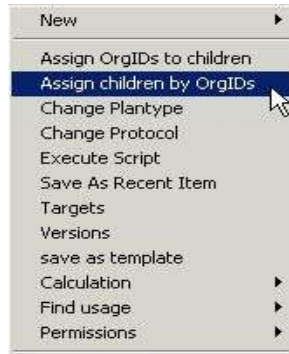 New
Assign OrgIDs to children
Assign children by OrgIDs
Change Plantype
Change Protocol
Execute Script
Save As Recent Item
Targets
Versions
save as template
Calculation
Find usage
Permissions